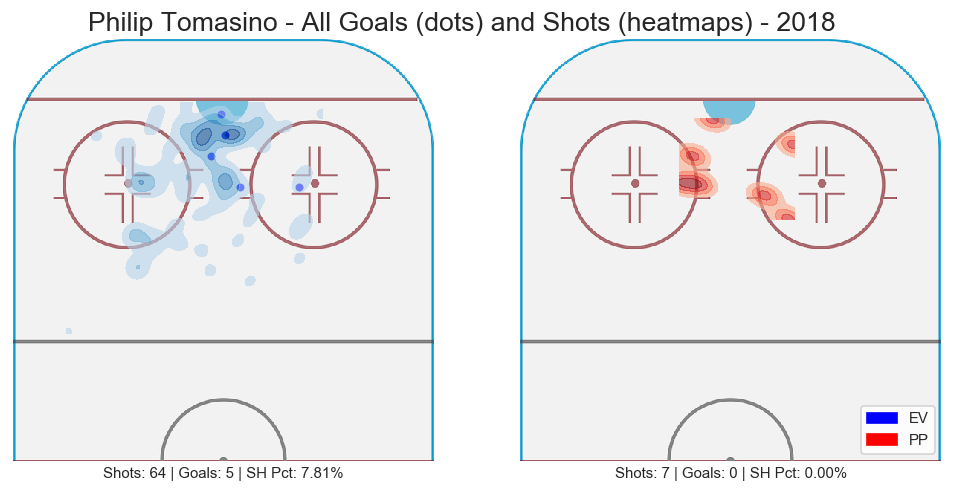 Philip Tomasino - All Goals (dots) and Shots (heatmaps) - 2018
EV
PP
Shots: 64 | Goals: 5 | SH Pct: 7.81%
Shots: 7 | Goals: 0 | SH Pct: 0.00%